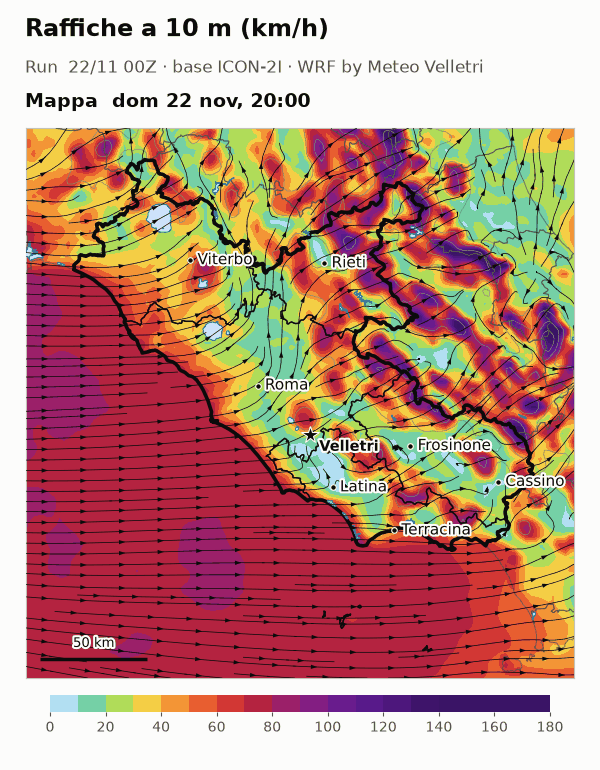 Raffiche a 10 m (km/h)
Run 22/11 00Z · base ICON-2I · WRF by Meteo Velletri
Mappa dom 22 nov, 20:00
Viterbo
Rieti
Roma
Velletri
Frosinone
Latina
Cassino
Terracina
50 km
0 20 40 60 80 100 120 140 160 180